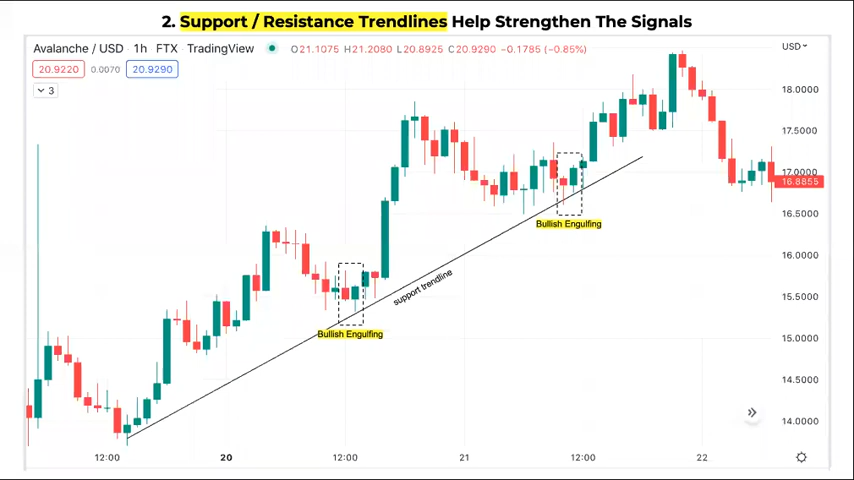 2. Support / Resistance Trendlines Help Strengthen The Signals
Avalanche / USD · 1h · FTX · TradingView O21.1075 H21.2080 L20.8925 C20.9290 −0.1785 (−0.85%)
USD
20.9220 0.0070 20.9290
3
18.0000
17.5000
17.0000
16.8855
16.5000
Bullish Engulfing
16.0000
support trendline
15.5000
Bullish Engulfing
15.0000
14.5000
14.0000
12:00 20 12:00 21 12:00 22